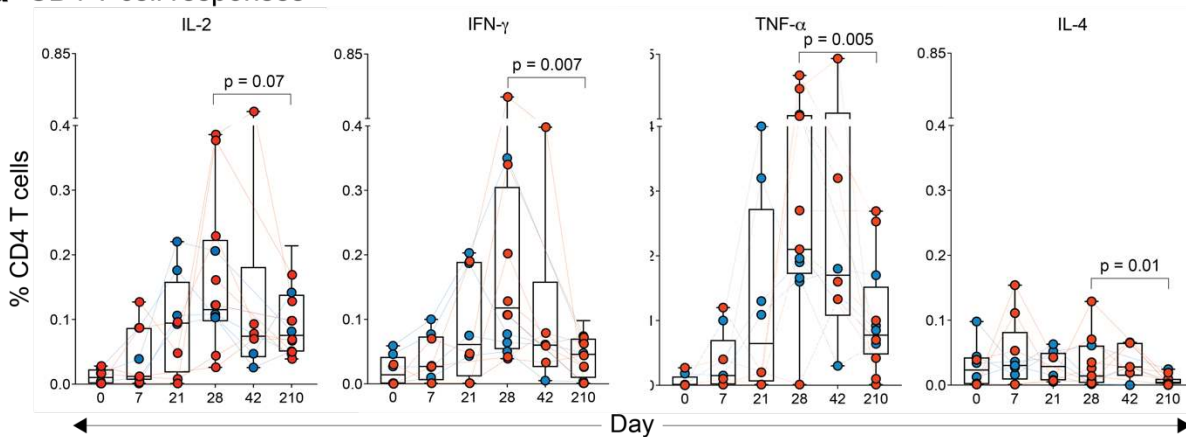 CD4 T cell responses
IL-2
IFN-γ
TNF-α
IL-4
% CD4 T cells
0.85
0.4
0.3
0.2
0.1
0.0
p = 0.07
0 7 21 28 42 210
0.85
0.4
0.3
0.2
0.1
0.0
p = 0.007
0 7 21 28 42 210
p = 0.005
0 7 21 28 42 210
0.85
0.4
0.3
0.2
0.1
0.0
p = 0.01
0 7 21 28 42 210
Day